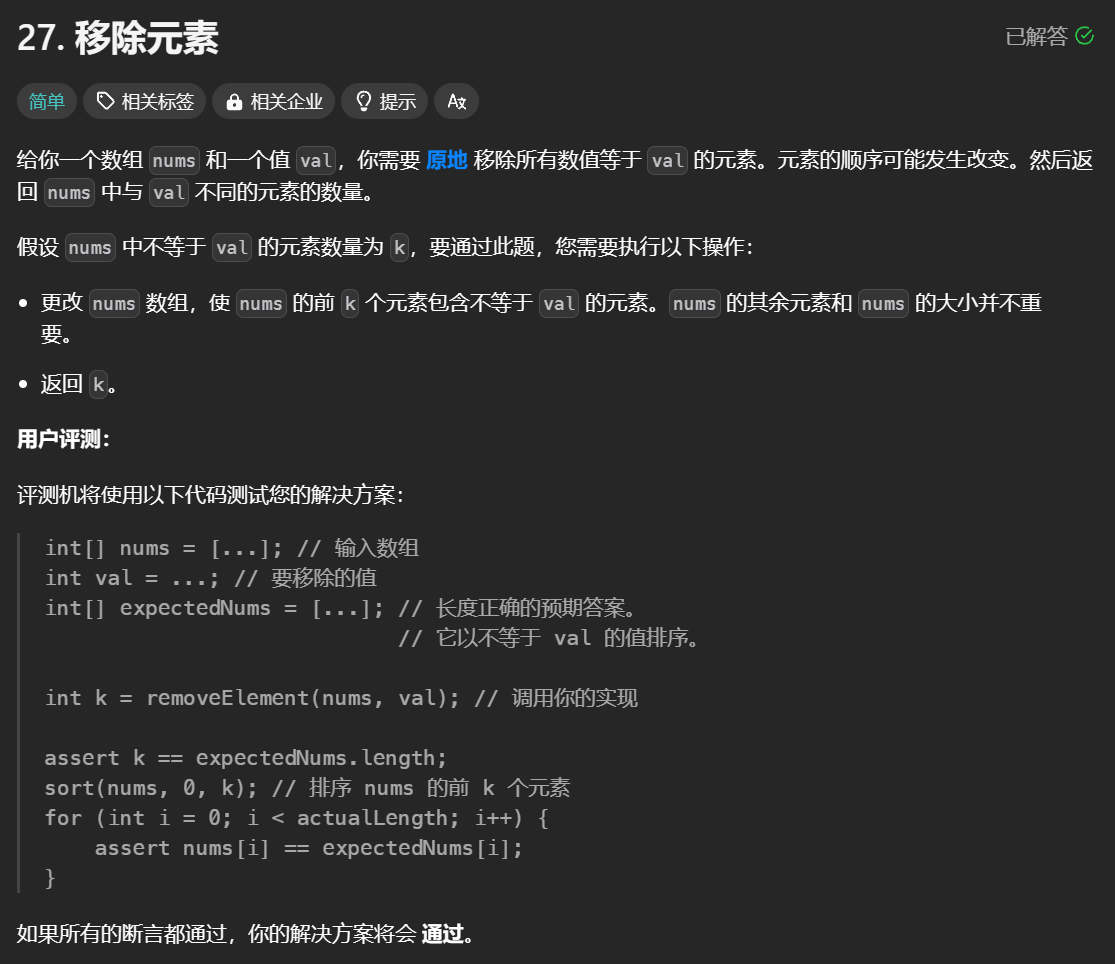 27. 移除元素
已解答
简单 相关标签 相关企业 提示
给你一个数组 nums 和一个值 val，你需要 原地 移除所有数值等于 val 的元素。元素的顺序可能发生改变。然后返
回 nums 中与 val 不同的元素的数量。
假设 nums 中不等于 val 的元素数量为 k，要通过此题，您需要执行以下操作：
• 更改 nums 数组，使 nums 的前 k 个元素包含不等于 val 的元素。nums 的其余元素和 nums 的大小并不重
要。
• 返回 k。
用户评测：
评测机将使用以下代码测试您的解决方案：
int[] nums = [...]; // 输入数组
int val = ...; // 要移除的值
int[] expectedNums = [...]; // 长度正确的预期答案。
                            // 它以不等于 val 的值排序。
int k = removeElement(nums, val); // 调用你的实现
assert k == expectedNums.length;
sort(nums, 0, k); // 排序 nums 的前 k 个元素
for (int i = 0; i < actualLength; i++) {
    assert nums[i] == expectedNums[i];
}
如果所有的断言都通过，你的解决方案将会 通过。